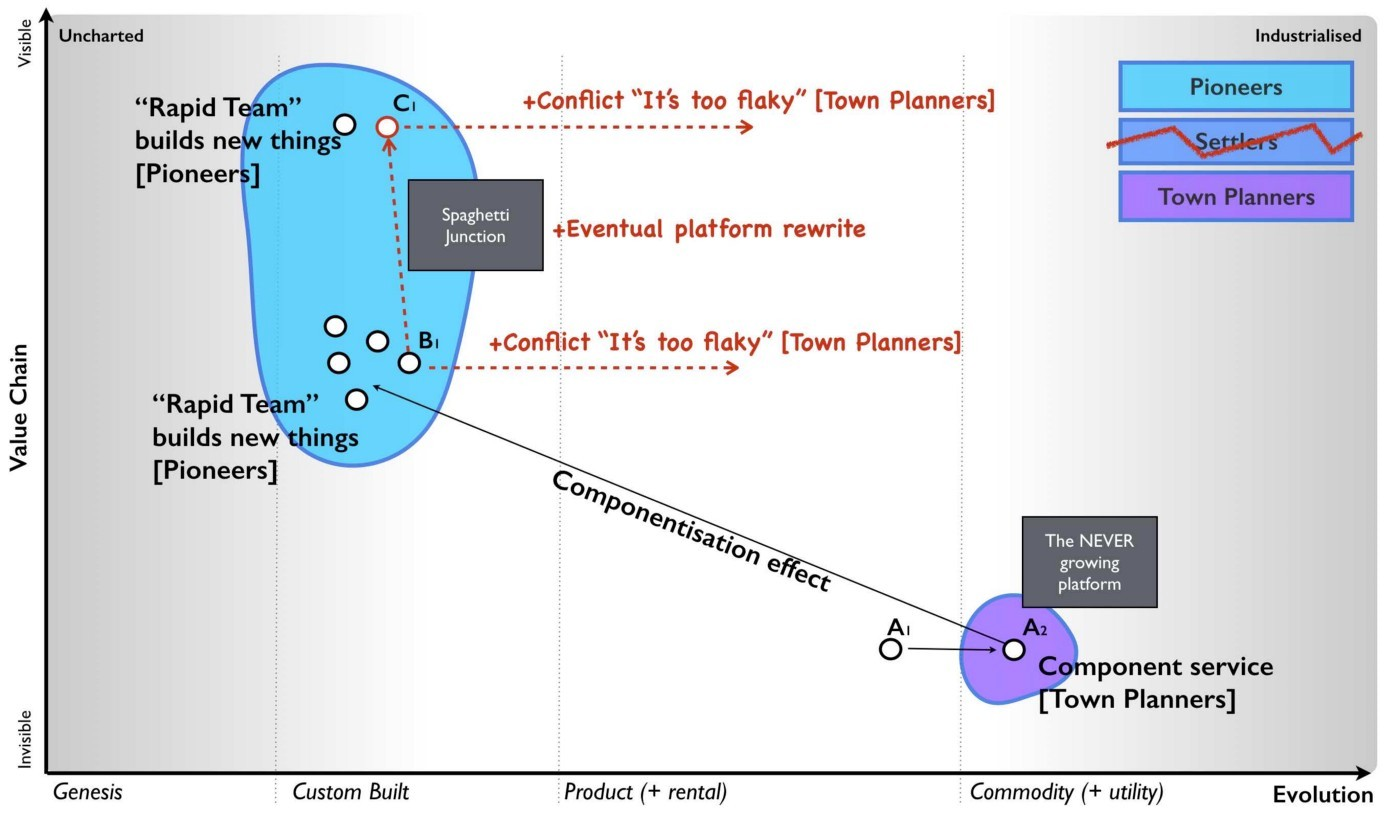 Visible
Uncharted
Industrialised
Pioneers
Settlers
Town Planners
“Rapid Team”
builds new things
[Pioneers]
C1
+Conflict “It’s too flaky” [Town Planners]
Spaghetti
Junction
+Eventual platform rewrite
B1
+Conflict “It’s too flaky” [Town Planners]
“Rapid Team”
builds new things
[Pioneers]
Value Chain
Componentisation effect
The NEVER
growing
platform
A1
A2
Component service
[Town Planners]
Invisible
Genesis
Custom Built
Product (+ rental)
Commodity (+ utility)
Evolution